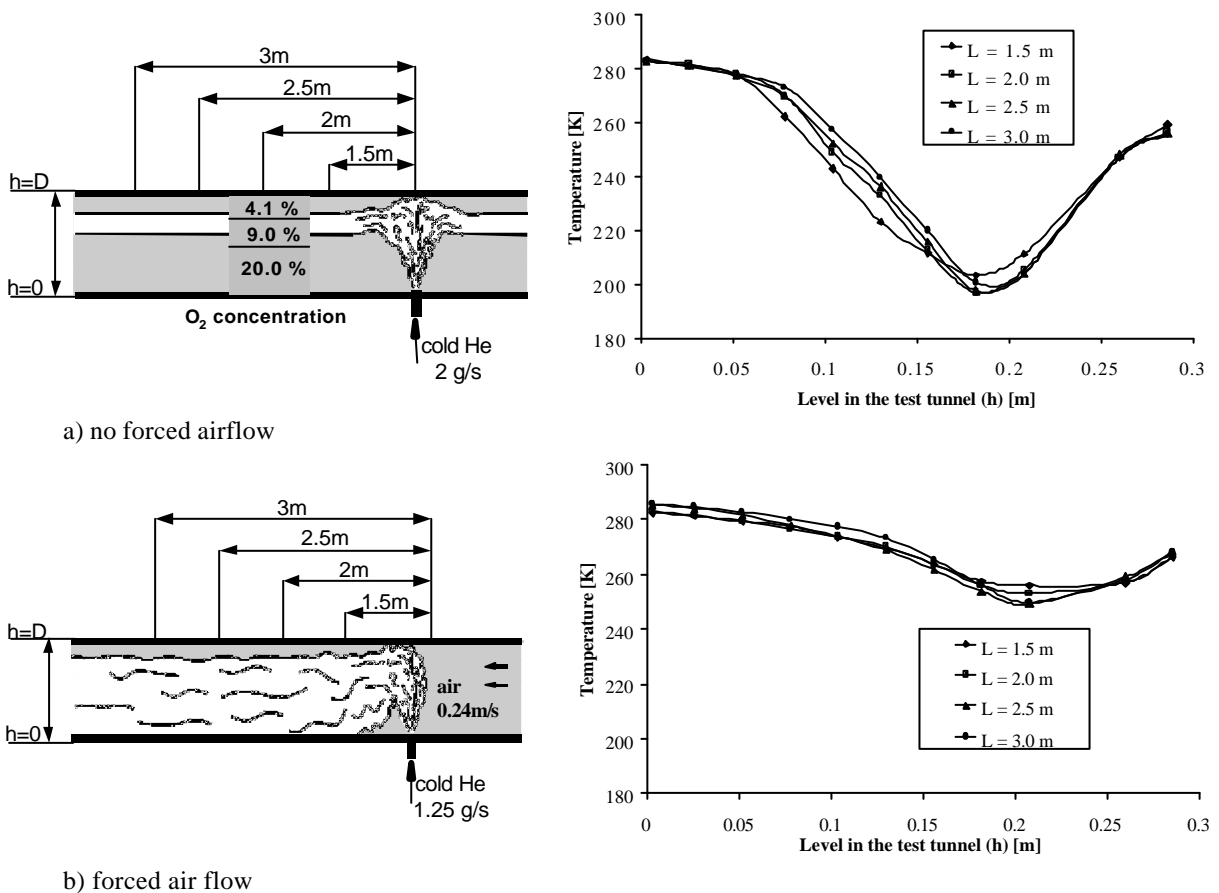 3m
2.5m
2m
1.5m
h=D
4.1 %
9.0 %
20.0 %
h=0
O2 concentration
cold He
2 g/s
300
280
260
240
220
200
180
Temperature [K]
L = 1.5 m
L = 2.0 m
L = 2.5 m
L = 3.0 m
0
0.05
0.1
0.15
0.2
0.25
0.3
Level in the test tunnel (h) [m]
a) no forced airflow
3m
2.5m
2m
1.5m
h=D
air
0.24m/s
h=0
cold He
1.25 g/s
300
280
260
240
220
200
180
Temperature [K]
L = 1.5 m
L = 2.0 m
L = 2.5 m
L = 3.0 m
0
0.05
0.1
0.15
0.2
0.25
0.3
Level in the test tunnel (h) [m]
b) forced air flow